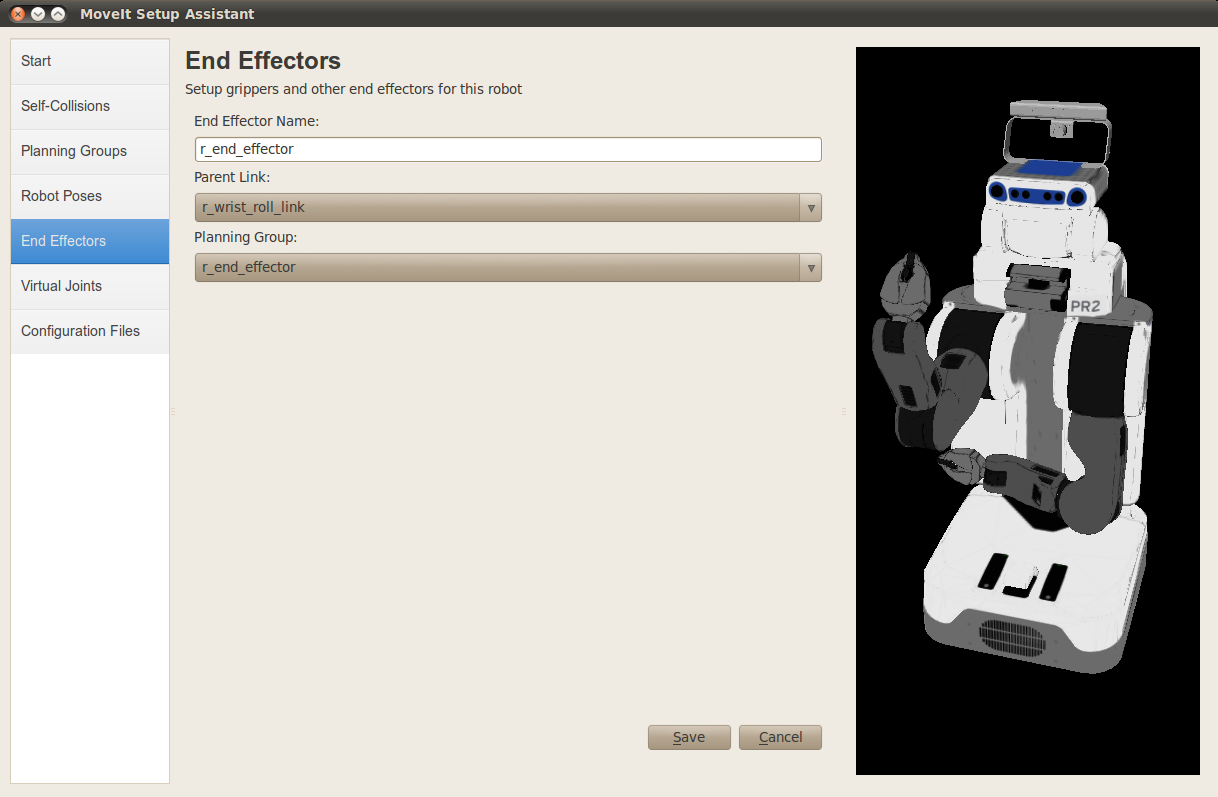 MoveIt Setup Assistant
Start
Self-Collisions
Planning Groups
Robot Poses
End Effectors
Virtual Joints
Configuration Files
End Effectors
Setup grippers and other end effectors for this robot
End Effector Name:
r_end_effector
Parent Link:
r_wrist_roll_link
Planning Group:
r_end_effector
Save
Cancel
PR2